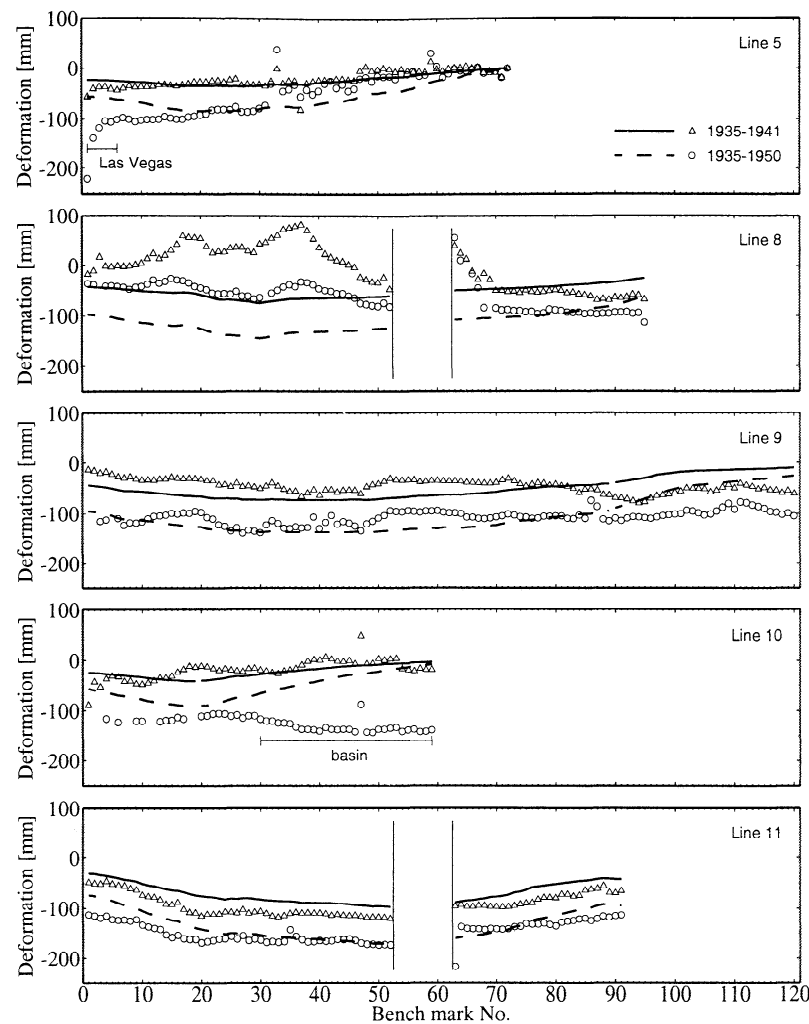 Deformation [mm]
100
0
-100
-200
Line 5
△ 1935-1941
○ 1935-1950
Las Vegas
Deformation [mm]
100
0
-100
-200
Line 8
Deformation [mm]
100
0
-100
-200
Line 9
Deformation [mm]
100
0
-100
-200
Line 10
basin
Deformation [mm]
100
0
-100
-200
Line 11
0 10 20 30 40 50 60 70 80 90 100 110 120
Bench mark No.